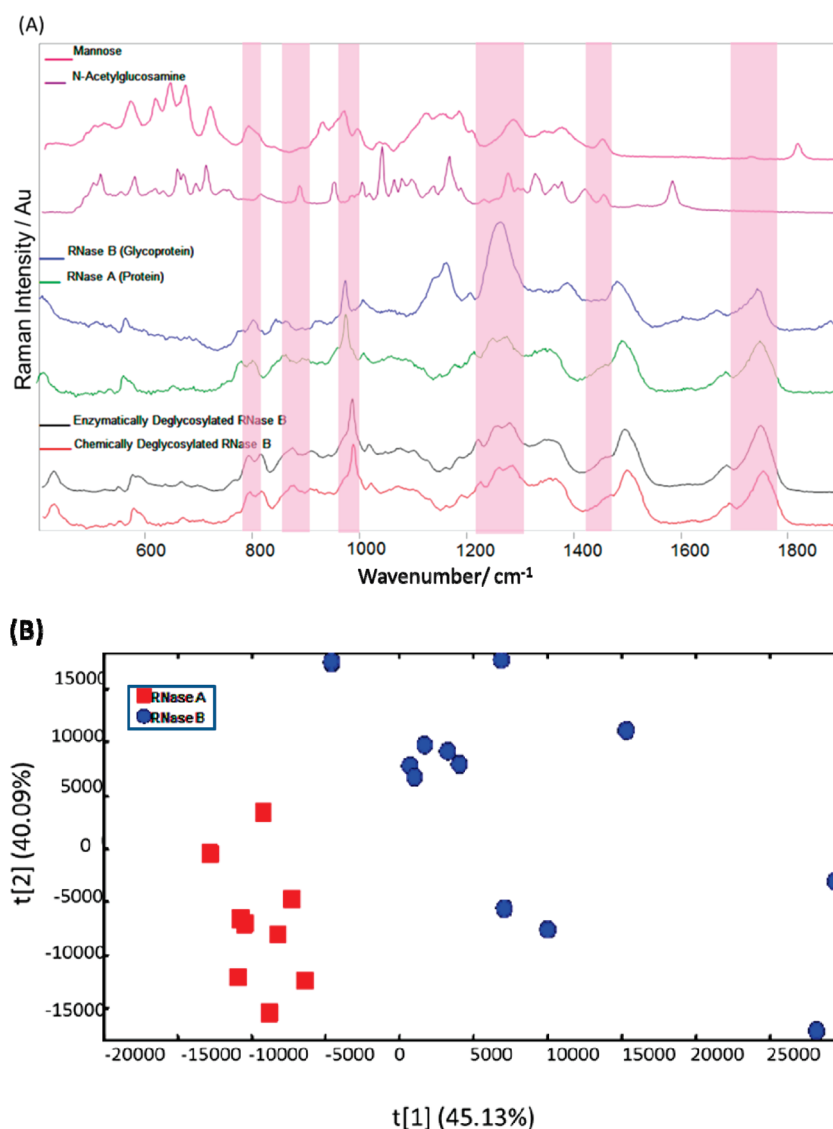 (A)
Mannose
N-Acetylglucosamine
RNase B (Glycoprotein)
RNase A (Protein)
Enzymatically Deglycosylated RNase B
Chemically Deglycosylated RNase B
Raman Intensity / Au
600 800 1000 1200 1400 1600 1800
Wavenumber/ cm-1
(B)
RNase A
RNase B
15000
10000
5000
0
-5000
-10000
-15000
t[2] (40.09%)
-20000 -15000 -10000 -5000 0 5000 10000 15000 20000 25000
t[1] (45.13%)